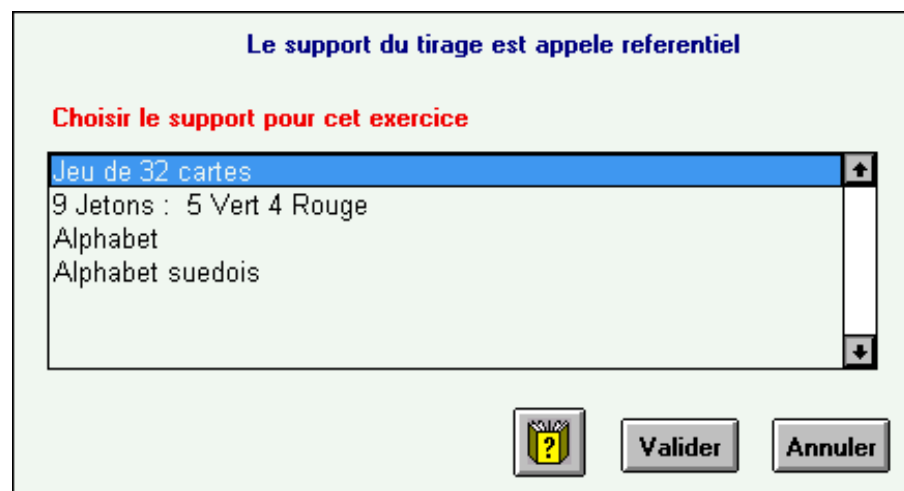 Le support du tirage est appele referentiel
Choisir le support pour cet exercice
Jeu de 32 cartes
9 Jetons :  5 Vert 4 Rouge
Alphabet
Alphabet suedois
?
Valider
Annuler